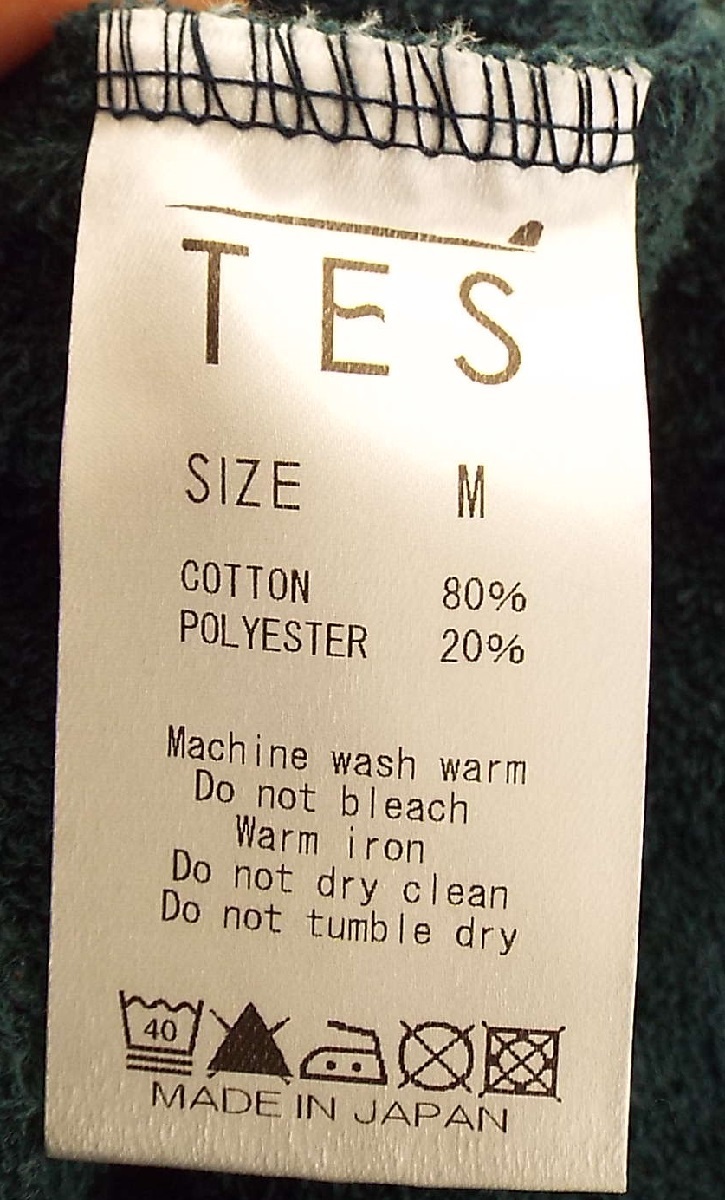 TES
SIZE M
COTTON 80%
POLYESTER 20%
Machine wash warm
Do not bleach
Warm iron
Do not dry clean
Do not tumble dry
40
MADE IN JAPAN